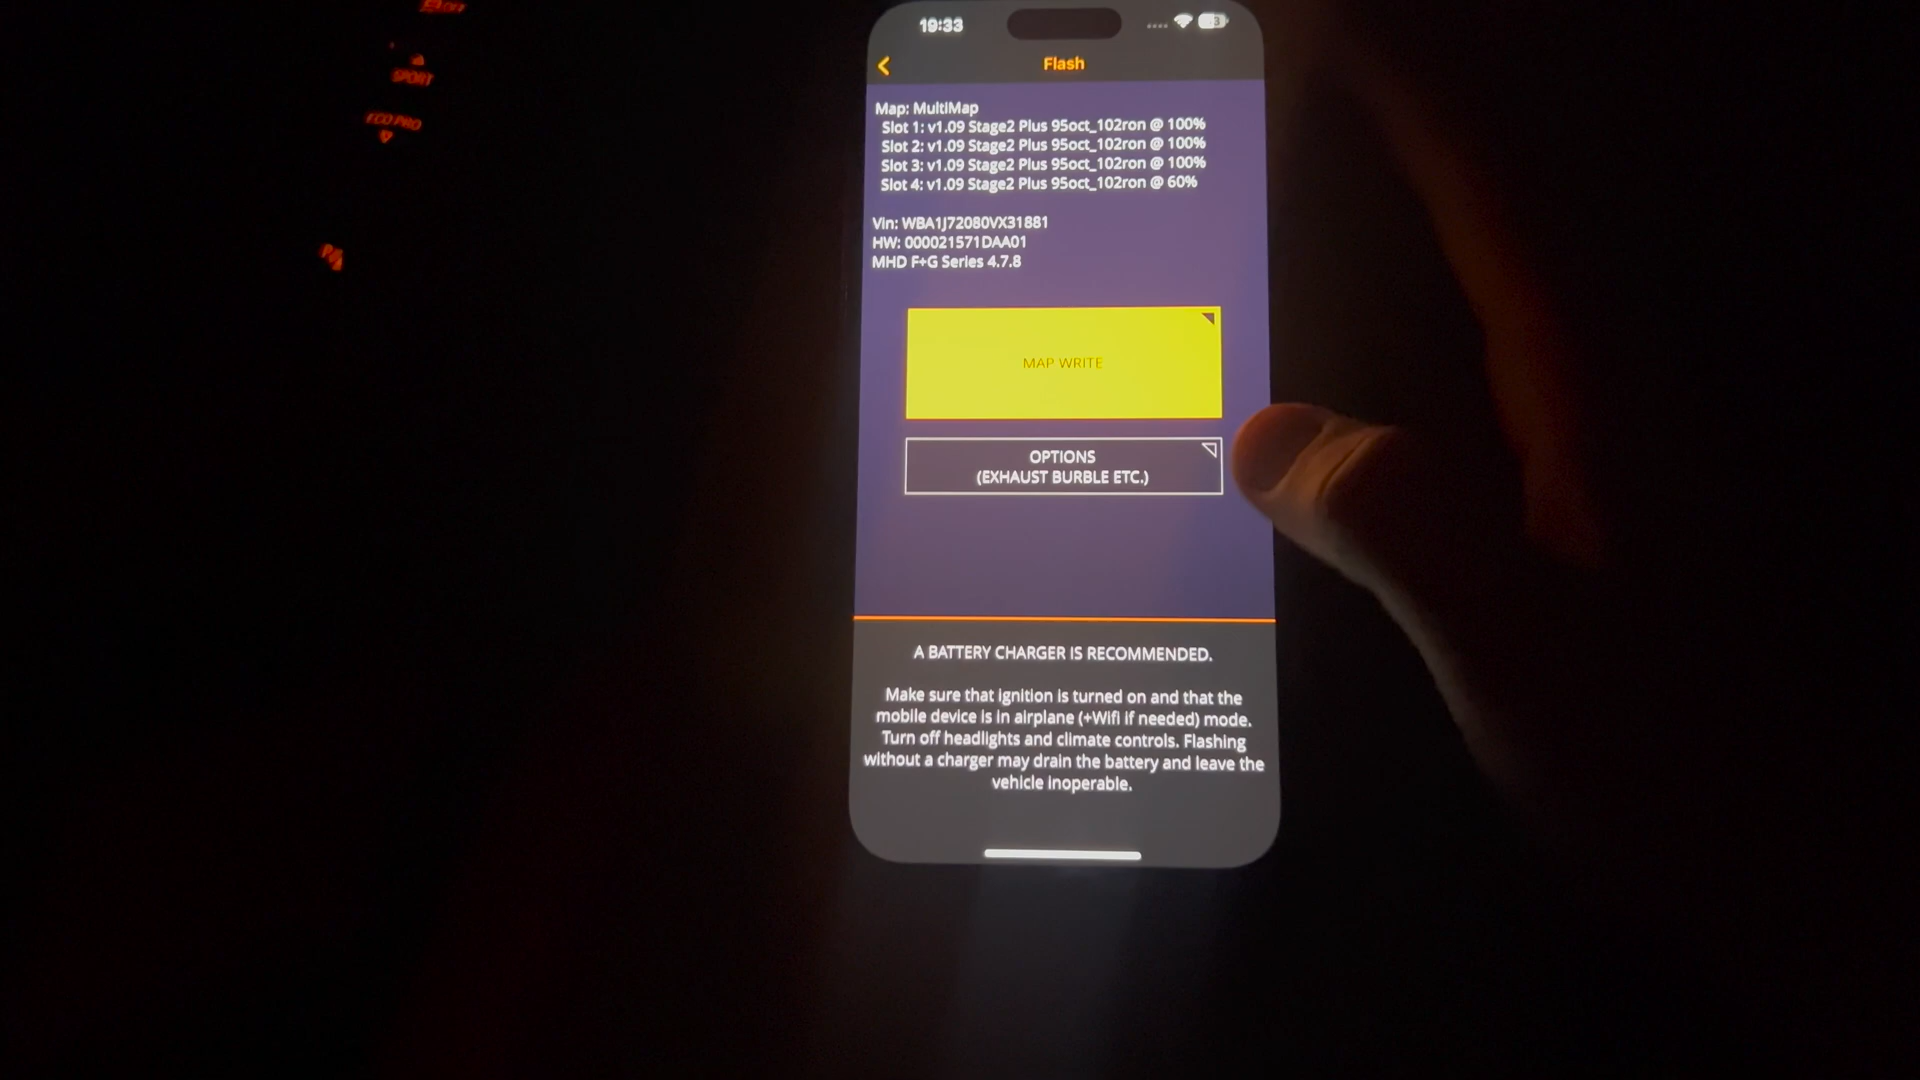 OFF
SPORT
ECO PRO
19:33
Flash
Map: MultiMap
Slot 1: v1.09 Stage2 Plus 95oct_102ron @ 100%
Slot 2: v1.09 Stage2 Plus 95oct_102ron @ 100%
Slot 3: v1.09 Stage2 Plus 95oct_102ron @ 100%
Slot 4: v1.09 Stage2 Plus 95oct_102ron @ 60%
Vin: WBA1J72080VX31881
HW: 000021571DAA01
MHD F+G Series 4.7.8
MAP WRITE
OPTIONS
(EXHAUST BURBLE ETC.)
A BATTERY CHARGER IS RECOMMENDED.
Make sure that ignition is turned on and that the
mobile device is in airplane (+Wifi if needed) mode.
Turn off headlights and climate controls. Flashing
without a charger may drain the battery and leave the
vehicle inoperable.